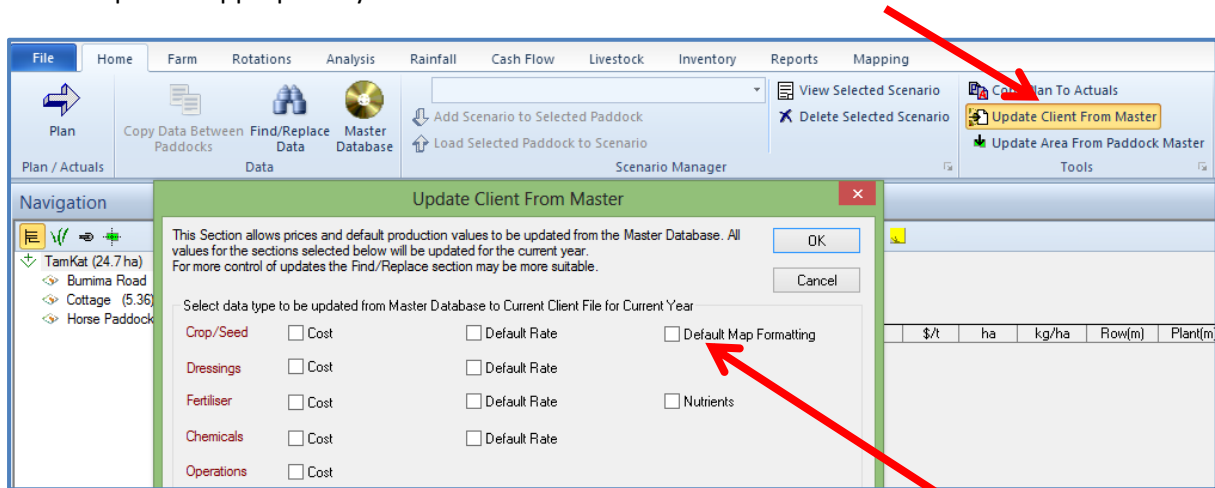 File Home Farm Rotations Analysis Rainfall Cash Flow Livestock Inventory Reports Mapping
View Selected Scenario
Plan To Actuals
Plan
Copy Data Between Paddocks
Find/Replace Data
Master Database
Add Scenario to Selected Paddock
Delete Selected Scenario
Update Client From Master
Load Selected Paddock to Scenario
Update Area From Paddock Master
Plan / Actuals Data Scenario Manager Tools
Navigation
Update Client From Master
This Section allows prices and default production values to be updated from the Master Database. All
values for the sections selected below will be updated for the current year.
For more control of updates the Find/Replace section may be more suitable.
OK
Cancel
TamKat (24.7 ha)
Burnima Road
Cottage (5.36)
Horse Paddock
Select data type to be updated from Master Database to Current Client File for Current Year
Crop/Seed Cost Default Rate Default Map Formatting
$/t ha kg/ha Row(m) Plant(m
Dressings Cost Default Rate
Fertiliser Cost Default Rate Nutrients
Chemicals Cost Default Rate
Operations Cost